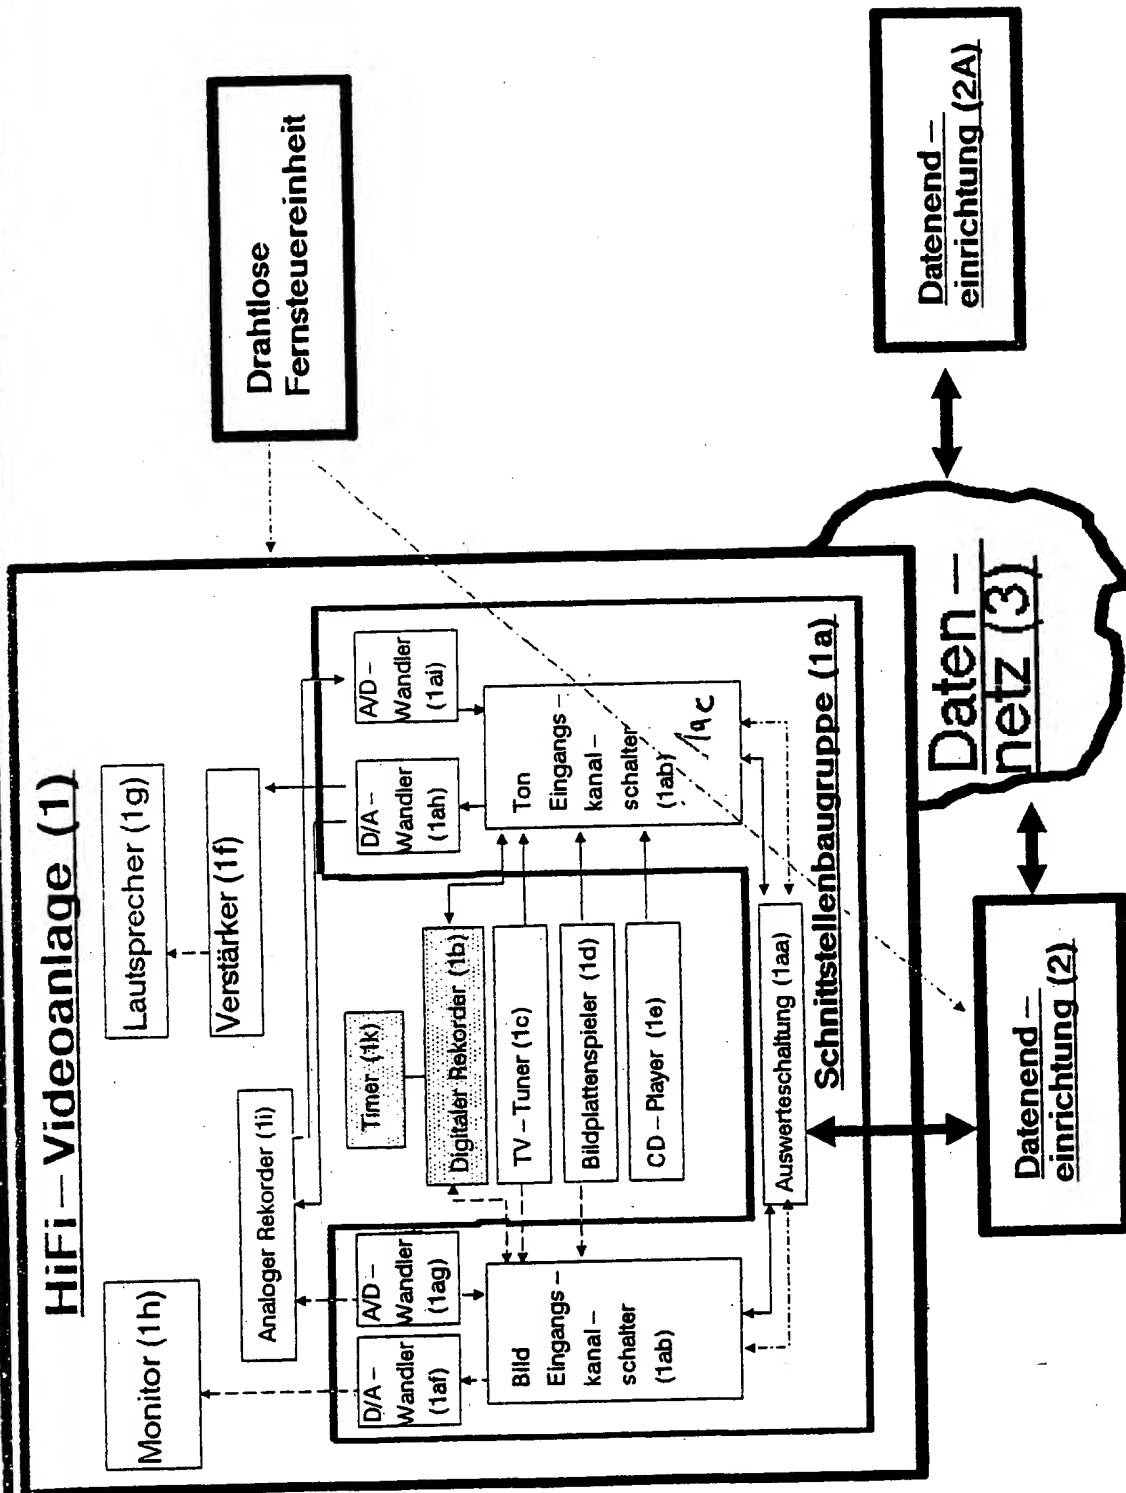 HiFi – Videoanlage (1)
Monitor (1h)
Lautsprecher (1g)
Verstärker (1f)
Analoger Rekorder (1i)
Drahtlose
Fernsteuereinheit
D/A –
Wandler
(1af)
A/D –
Wandler
(1ag)
Timer (1k)
Digitaler Rekorder (1b)
TV – Tuner (1c)
Bildplattenspieler (1d)
CD – Player (1e)
D/A –
Wandler
(1ah)
A/D –
Wandler
(1ai)
Bild
Eingangs –
kanal –
schalter
(1ab)
Ton
Eingangs –
kanal –
schalter
(1ab)
1ac
Auswerteschaltung (1aa)
Schnittstellenbaugruppe (1a)
Daten –
netz (3)
Datenend –
einrichtung (2)
Datenend –
einrichtung (2A)